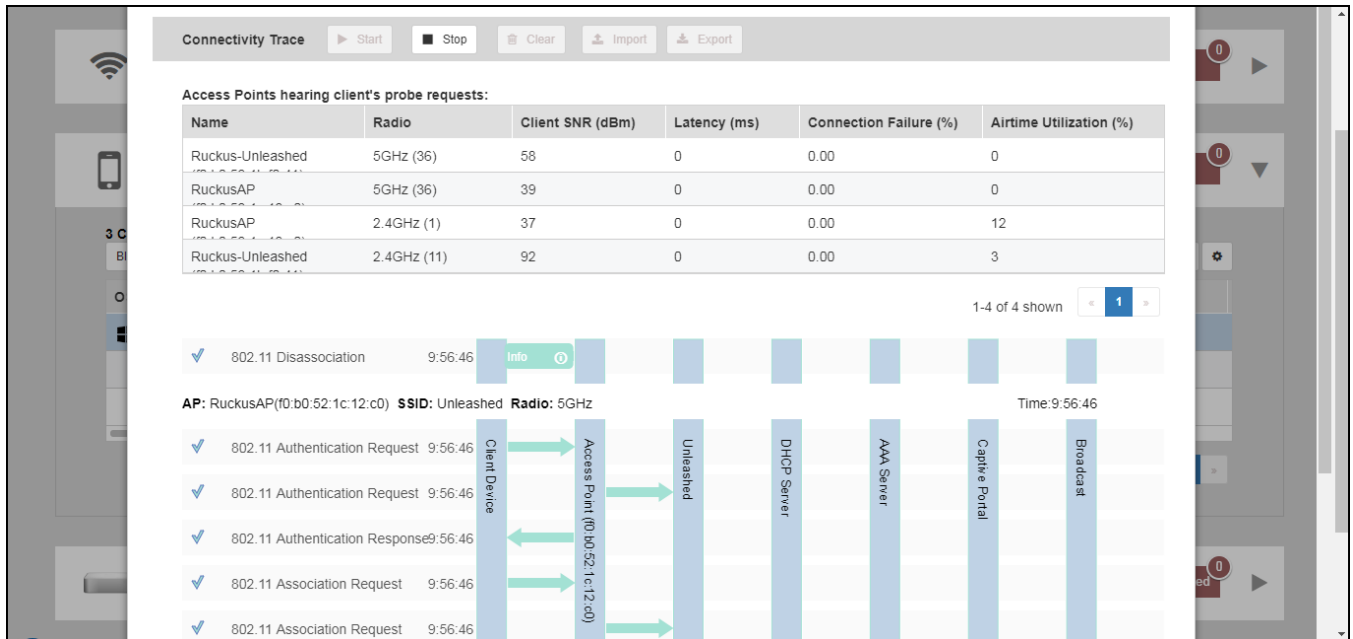 Connectivity Trace Start Stop Clear Import Export
0
Access Points hearing client's probe requests:
Name Radio Client SNR (dBm) Latency (ms) Connection Failure (%) Airtime Utilization (%)
Ruckus-Unleashed 5GHz (36) 58 0 0.00 0
0
RuckusAP 5GHz (36) 39 0 0.00 0
RuckusAP 2.4GHz (1) 37 0 0.00 12
3 C
Ruckus-Unleashed 2.4GHz (11) 92 0 0.00 3
Bl
O
1-4 of 4 shown « 1 »
802.11 Disassociation 9:56:46 Info
AP: RuckusAP(f0:b0:52:1c:12:c0) SSID: Unleashed Radio: 5GHz Time:9:56:46
802.11 Authentication Request 9:56:46
802.11 Authentication Request 9:56:46
802.11 Authentication Response9:56:46
802.11 Association Request 9:56:46
802.11 Association Request 9:56:46
Client Device
Access Point (f0:b0:52:1c:12:c0)
Unleashed
DHCP Server
AAA Server
Captive Portal
Broadcast
»
0
ed